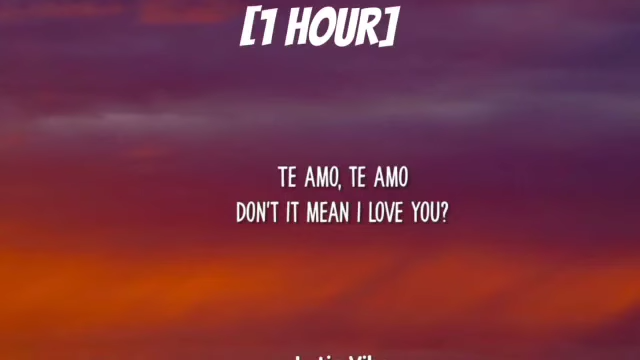 [1 HOUR]
TE AMO, TE AMO
DON'T IT MEAN I LOVE YOU?